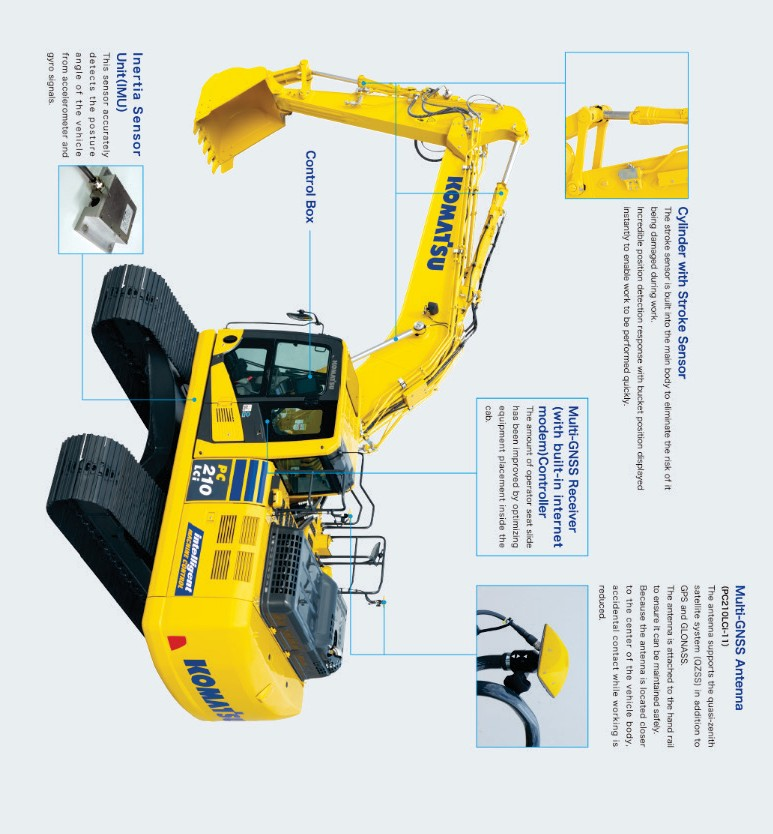 Cylinder with Stroke Sensor
The stroke sensor is built into the main body to eliminate the risk of it
being damaged during work.
Incredible position detection response with bucket position displayed
instantly to enable work to be performed quickly.
Multi-GNSS Antenna
(PC210LCi-11)
The antenna supports the quasi-zenith
satellite system (QZSS) in addition to
GPS and GLONASS.
The antenna is attached to the hand rail
to ensure it can be maintained safely.
Because the antenna is located closer
to the center of the vehicle body,
accidental contact while working is
reduced.
Multi-GNSS Receiver
(with built-in internet
modem)Controller
The amount of operator seat slide
has been improved by optimizing
equipment placement inside the
cab.
Control Box
Inertia Sensor
Unit(IMU)
This sensor accurately
detects the posture
angle of the vehicle
from accelerometer and
gyro signals.
KOMATSU
KOMATSU
PC
210
LCi
intelligent
MACHINE CONTROL
KOMATSU